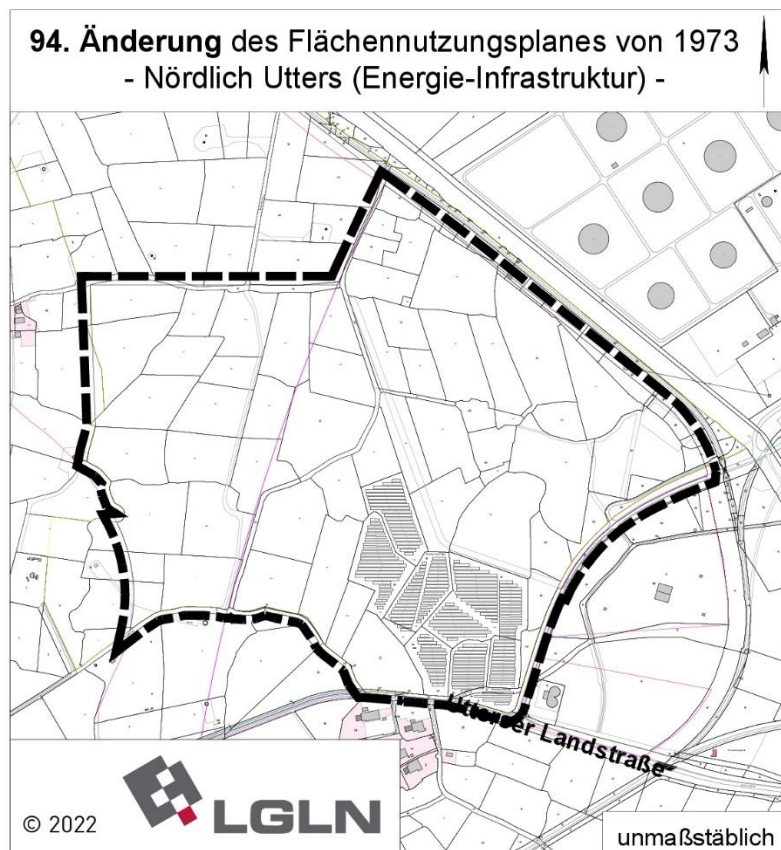 94. Änderung des Flächennutzungsplanes von 1973
- Nördlich Utters (Energie-Infrastruktur) -
Landstraße
© 2022
LGLN
unmaßstäblich